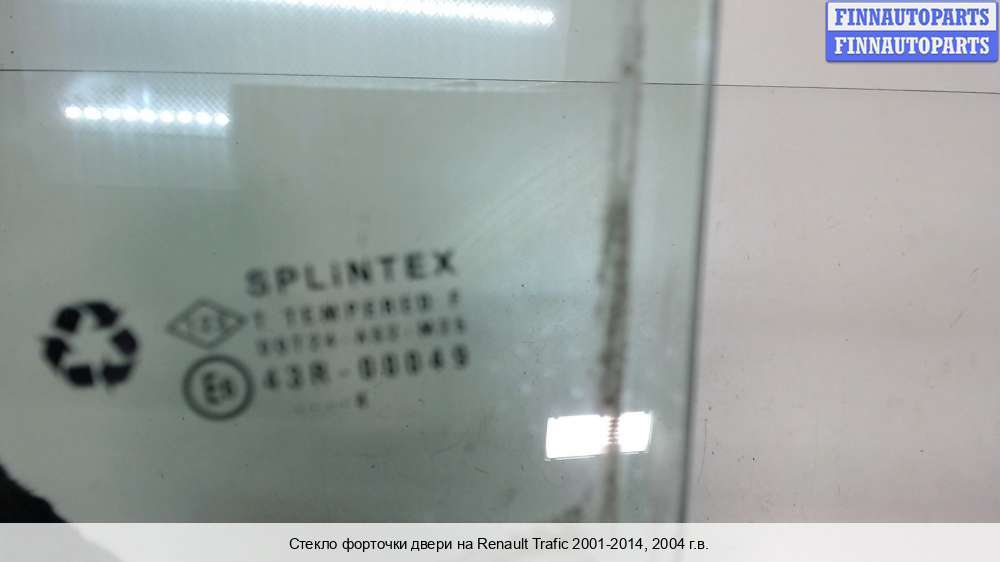 FINNAUTOPARTS
FINNAUTOPARTS
SPLiNTEX
T TEMPERED F
43R-00049
K
Стекло форточки двери на Renault Trafic 2001-2014, 2004 г.в.